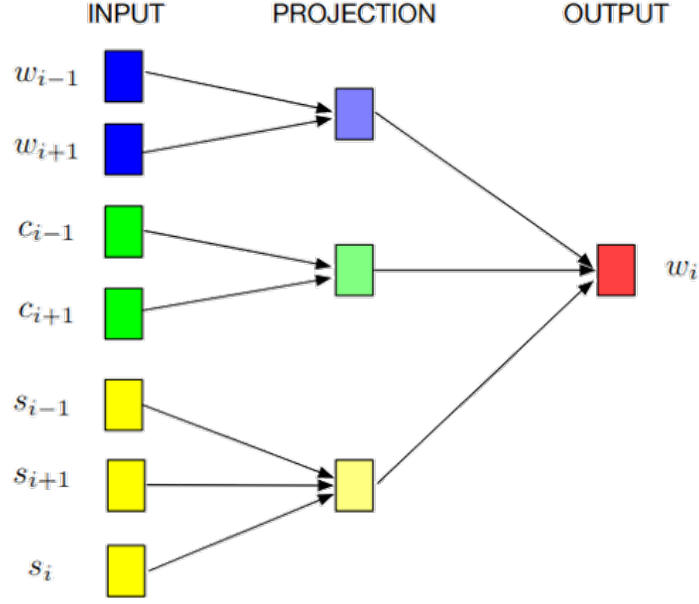 INPUT PROJECTION OUTPUT
w_{i-1}
w_{i+1}
c_{i-1}
w_i
c_{i+1}
s_{i-1}
s_{i+1}
s_i